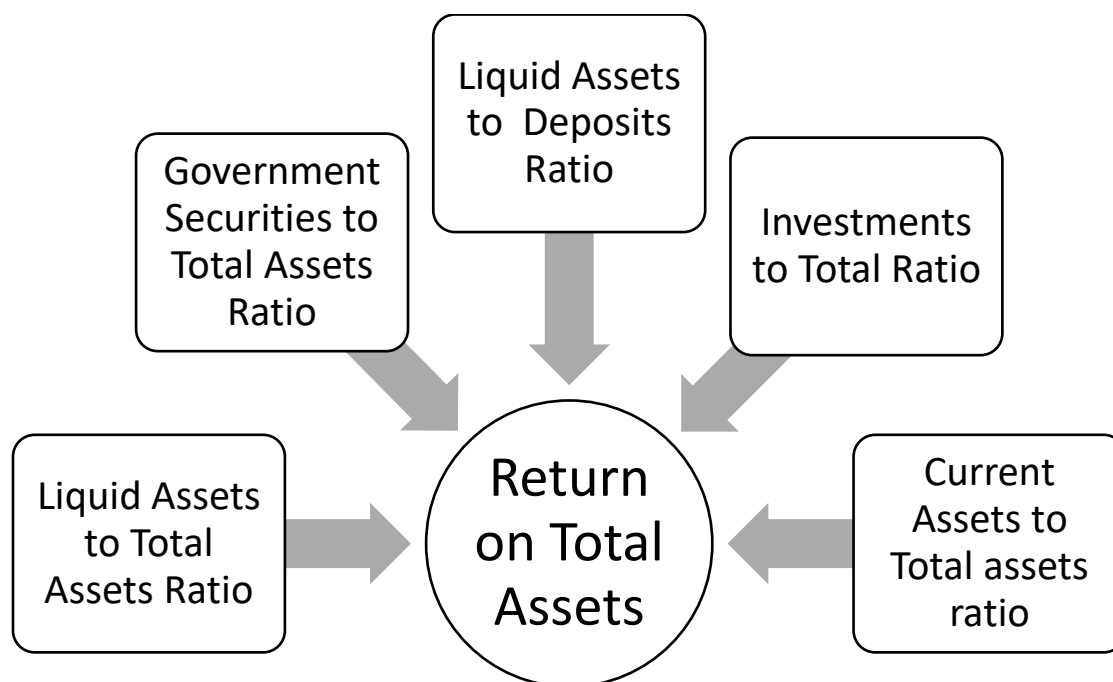 Liquid Assets
to Total
Assets Ratio
Government
Securities to
Total Assets
Ratio
Liquid Assets
to Deposits
Ratio
Investments
to Total Ratio
Current
Assets to
Total assets
ratio
Return
on Total
Assets